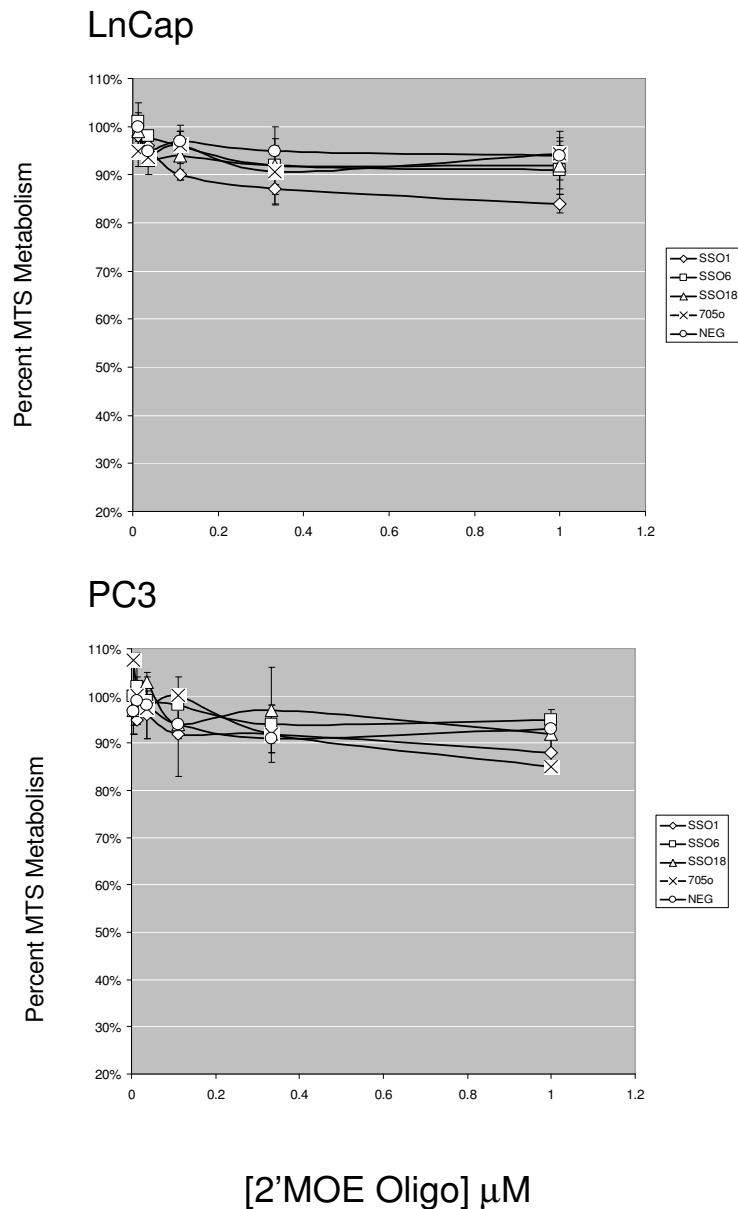 LnCap
Percent MTS Metabolism
110%
100%
90%
80%
70%
60%
50%
40%
30%
20%
0 0.2 0.4 0.6 0.8 1 1.2
SSO1
SSO6
SSO18
705o
NEG
PC3
Percent MTS Metabolism
110%
100%
90%
80%
70%
60%
50%
40%
30%
20%
0 0.2 0.4 0.6 0.8 1 1.2
SSO1
SSO6
SSO18
705o
NEG
[2'MOE Oligo] μM